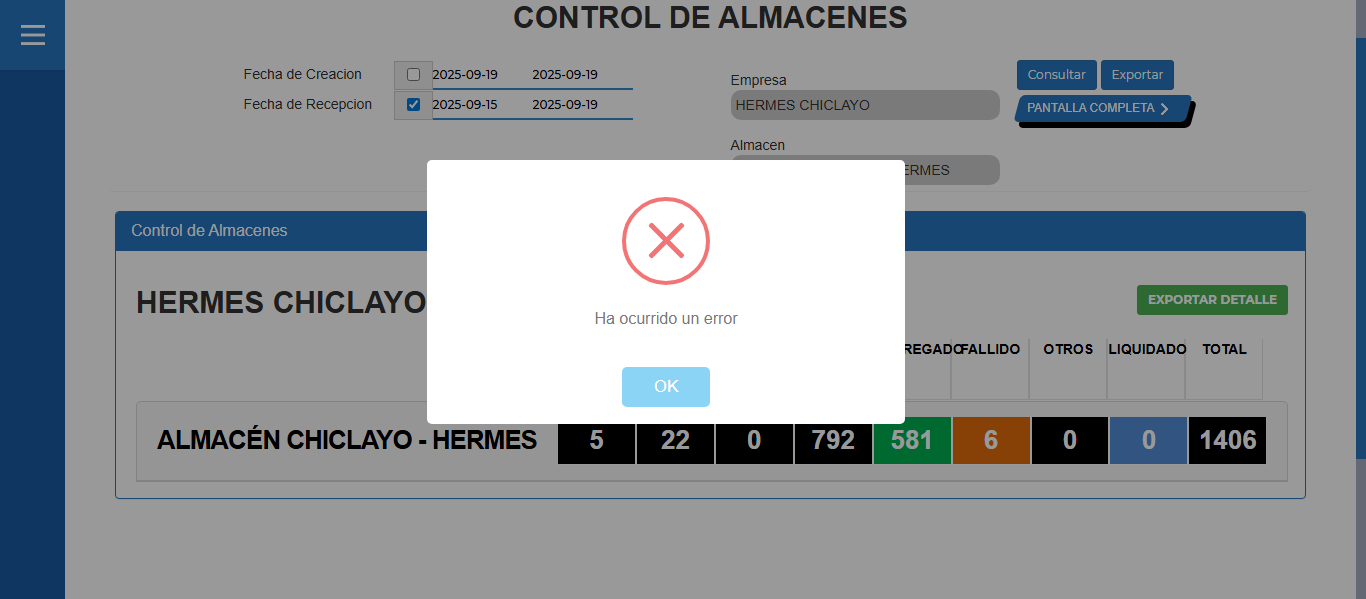 CONTROL DE ALMACENES
Fecha de Creacion 2025-09-19 2025-09-19
Fecha de Recepcion 2025-09-15 2025-09-19
Empresa
HERMES CHICLAYO
Almacen
ERMES
Consultar Exportar
PANTALLA COMPLETA
Control de Almacenes
HERMES CHICLAYO
EXPORTAR DETALLE
Ha ocurrido un error
OK
REGADO FALLIDO OTROS LIQUIDADO TOTAL
ALMACÉN CHICLAYO - HERMES 5 22 0 792 581 6 0 0 1406